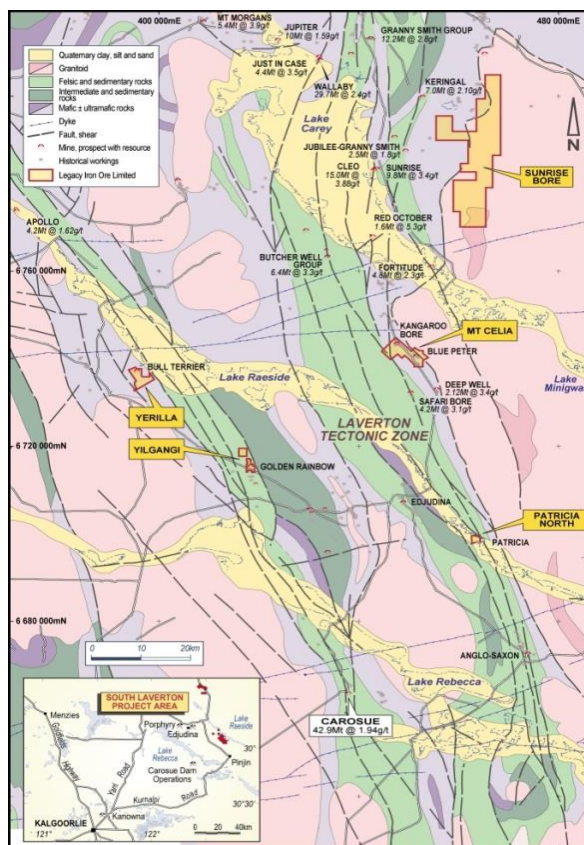 400 000mE
480 000mE
Quaternary clay, silt and sand
Granitoid
Felsic and sedimentary rocks
Intermediate and sedimentary
rocks
Mafic ± ultramafic rocks
Dyke
Fault, shear
Mine, prospect with resource
Historical workings
Legacy Iron Ore Limited
MT MORGANS
5.4Mt @ 3.9g/t
JUPITER
10Mt @ 1.59g/t
GRANNY SMITH GROUP
12.2Mt @ 2.8g/t
JUST IN CASE
4.4Mt @ 3.5g/t
WALLABY
29.7Mt @ 2.4g/t
KERINGAL
7.0Mt @ 2.10g/t
N
Lake
Carey
JUBILEE-GRANNY SMITH
2.5Mt @ 1.8g/t
CLEO
15.0Mt @
3.88g/t
SUNRISE
9.8Mt @ 3.4g/t
SUNRISE
BORE
APOLLO
4.2Mt @ 1.62g/t
RED OCTOBER
1.6Mt @ 5.3g/t
BUTCHER WELL
GROUP
6.4Mt @ 3.3g/t
FORTITUDE
4.8Mt @ 2.3g/t
6 760 000mN
KANGAROO
BORE
MT CELIA
BLUE PETER
BULL TERRIER
Lake Raeside
Lake
Minigwa
DEEP WELL
2.12Mt @ 3.4g/t
SAFARI BORE
4.2Mt @ 3.1g/t
YERILLA
LAVERTON
TECTONIC ZONE
6 720 000mN
YILGANGI
GOLDEN RAINBOW
EDJUDINA
PATRICIA
NORTH
PATRICIA
6 680 000mN
0
10
20km
ANGLO-SAXON
Lake Rebecca
CAROSUE
42.9Mt @ 1.94g/t
SOUTH LAVERTON
PROJECT AREA
Menzies
Porphyry
Edjudina
Lake
Raeside
Lake
Rebecca
30°
Goldfields
Highway
Yarri
Road
Carosue Dam
Operations
Pinjin
Kurnalpi
Road
30°30'
Kanowna
KALGOORLIE
121°
122°
0
20
40km